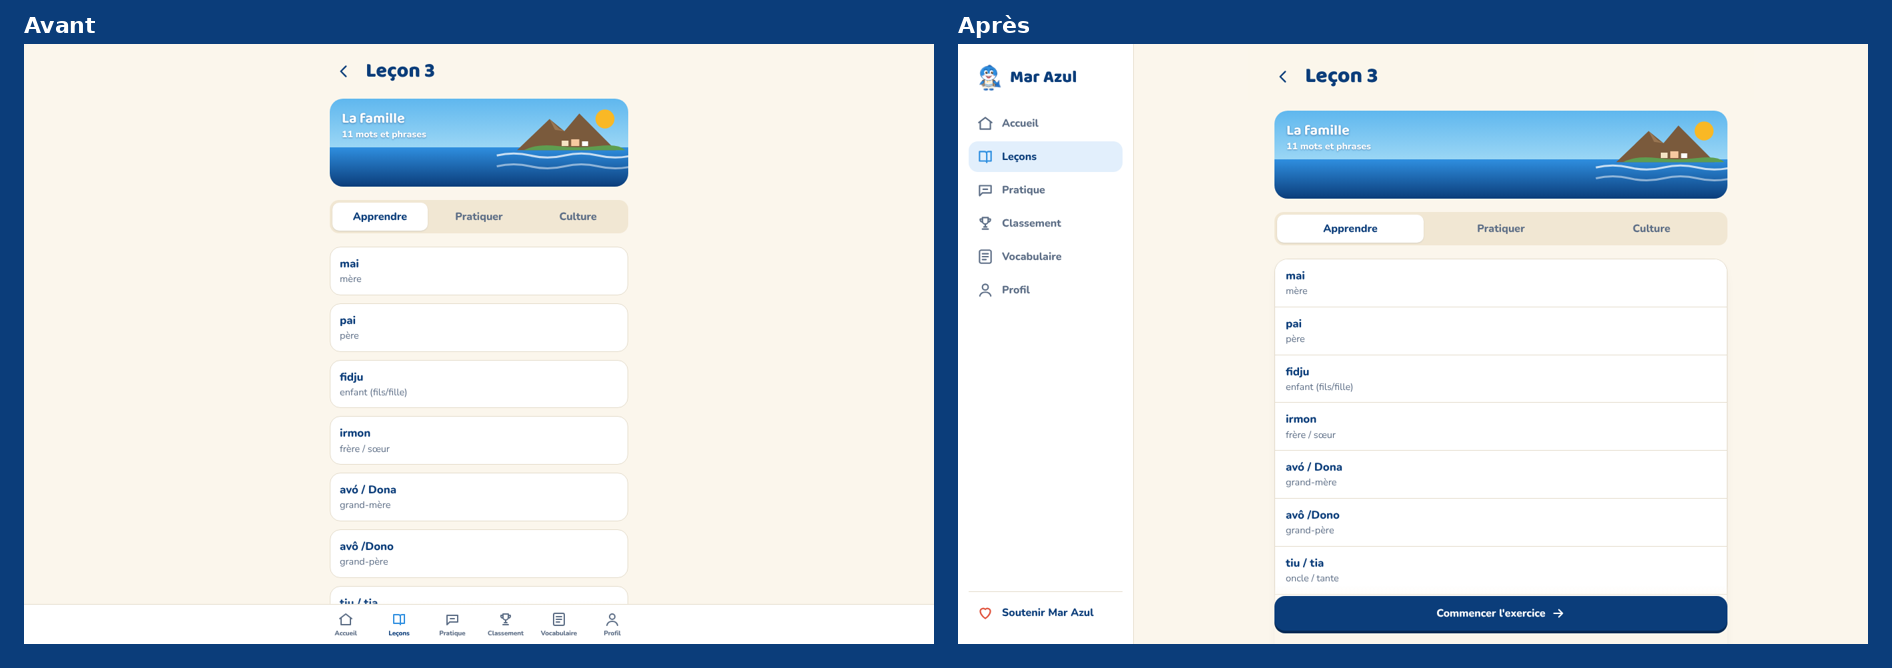 Avant
Leçon 3
La famille
11 mots et phrases
Apprendre Pratiquer Culture
mai
mère
pai
père
fidju
enfant (fils/fille)
irmon
frère / sœur
avó / Dona
grand-mère
avô /Dono
grand-père
tiu / tia
Accueil Leçons Pratique Classement Vocabulaire Profil
Après
Mar Azul
Accueil
Leçons
Pratique
Classement
Vocabulaire
Profil
Soutenir Mar Azul
Leçon 3
La famille
11 mots et phrases
Apprendre Pratiquer Culture
mai
mère
pai
père
fidju
enfant (fils/fille)
irmon
frère / sœur
avó / Dona
grand-mère
avô /Dono
grand-père
tiu / tia
oncle / tante
Commencer l'exercice →